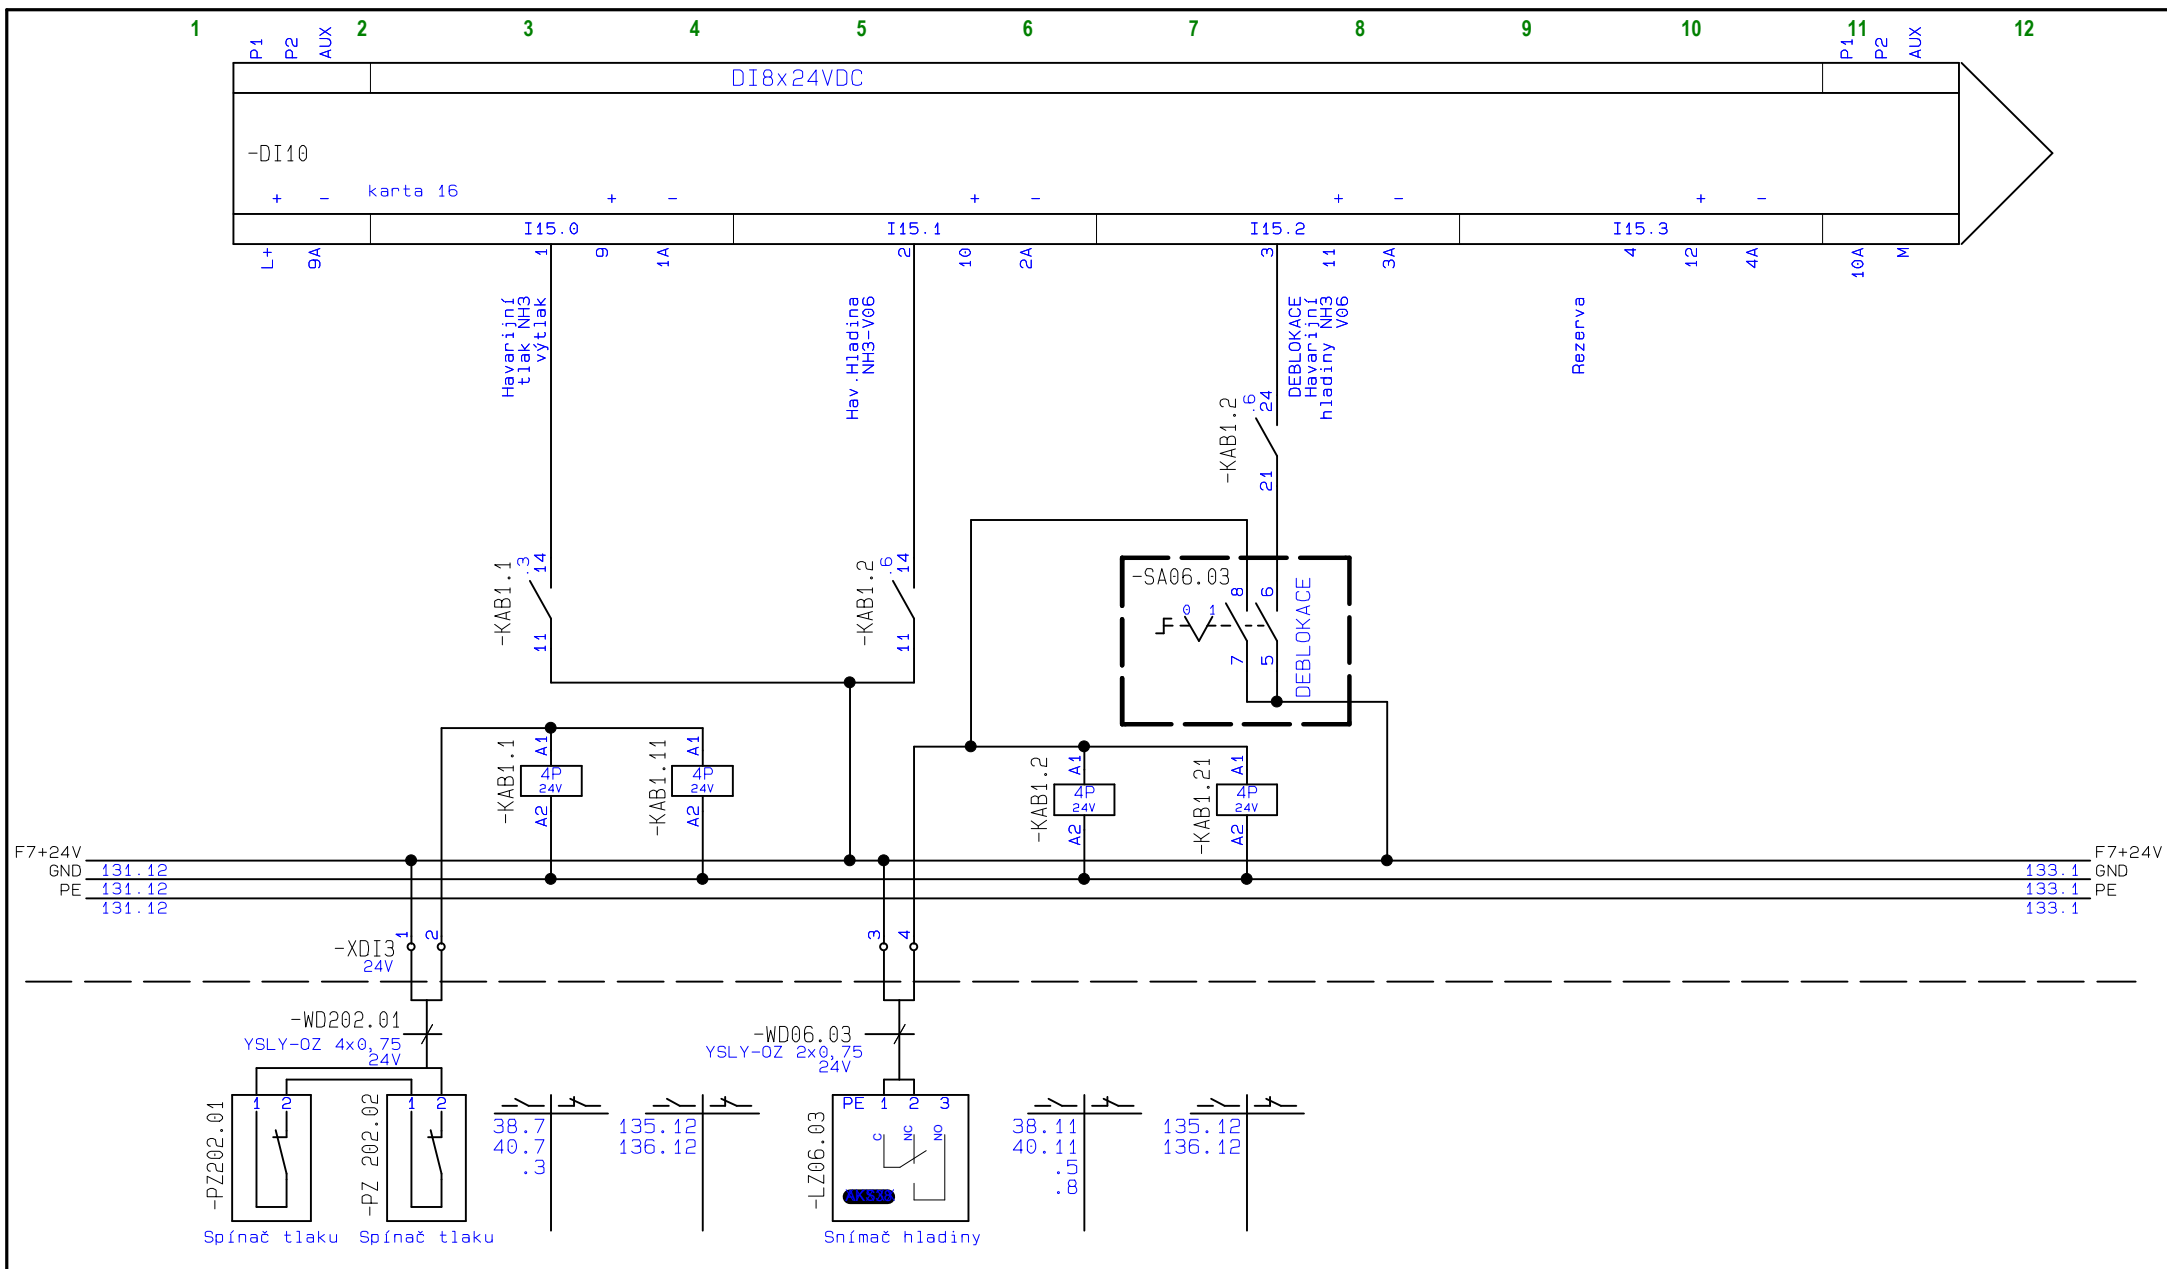 1 2 3 4 5 6 7 8 9 10 11 12
P1 P2 AUX
P1 P2 AUX
DI8x24VDC
-DI10
karta 16
+ - + - + - + - + -
I15.0 I15.1 I15.2 I15.3
L+ 9A 1 9 1A 2 10 2A 3 11 3A 4 12 4A 10A M
Havarijní
tlak NH3
výtlak
Hav.Hladina
NH3-V06
DEBLOKACE
Havarijní
hladiny NH3
V06
Rezerva
-KAB1.2
.6
24
21
-KAB1.1
.3
14
11
-KAB1.2
.6
14
11
-SA06.03
0 1
8 6
7 5
DEBLOKACE
-KAB1.1
A1
4P
24V
A2
-KAB1.11
A1
4P
24V
A2
-KAB1.2
A1
4P
24V
A2
-KAB1.21
A1
4P
24V
A2
F7+24V
GND 131.12
PE 131.12
131.12
F7+24V
133.1 GND
133.1 PE
133.1
-XDI3
24V
1 2 3 4
-WD202.01
YSLY-OZ 4x0,75
24V
-WD06.03
YSLY-OZ 2x0,75
24V
-PZ202.01
1 2
Spínač tlaku
-PZ 202.02
1 2
Spínač tlaku
38.7
40.7
.3
135.12
136.12
-LZ06.03
PE 1 2 3
C NC NO
AKS38
Snímač hladiny
38.11
40.11
.5
.8
135.12
136.12